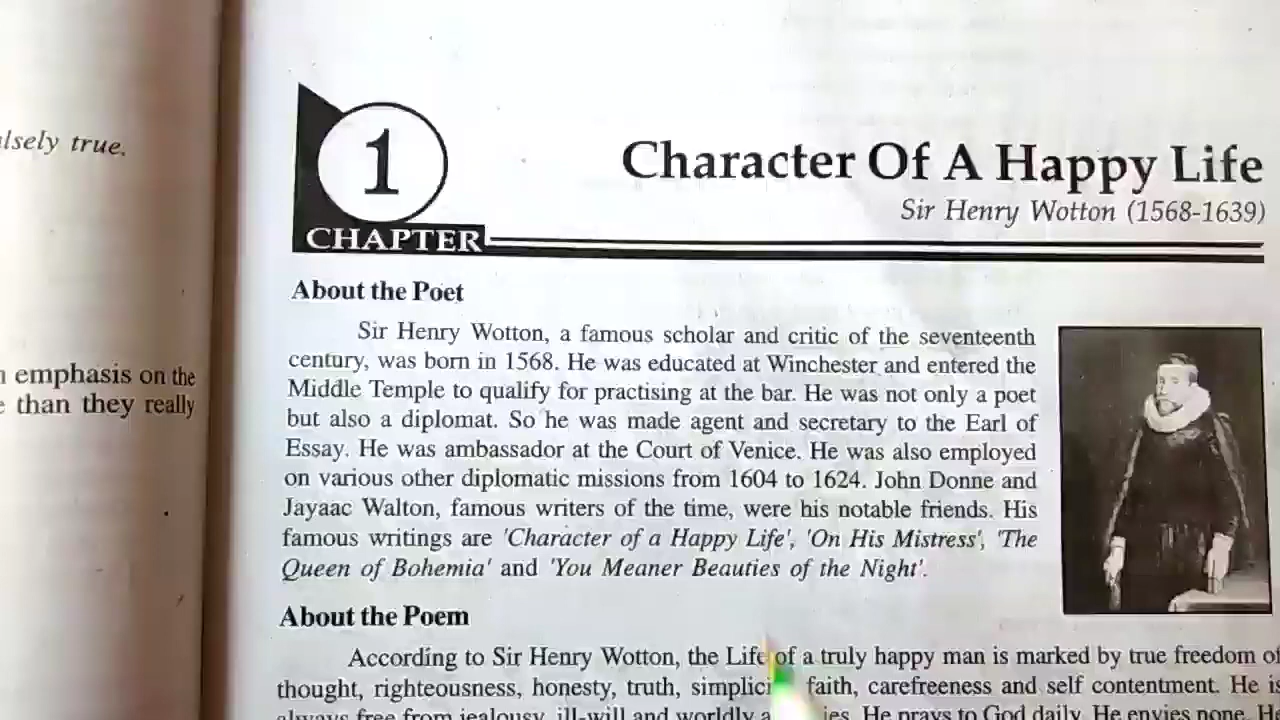 lsely true.
emphasis on the
than they really
1
CHAPTER
Character Of A Happy Life
Sir Henry Wotton (1568-1639)
About the Poet
Sir Henry Wotton, a famous scholar and critic of the seventeenth
century, was born in 1568. He was educated at Winchester and entered the
Middle Temple to qualify for practising at the bar. He was not only a poet
but also a diplomat. So he was made agent and secretary to the Earl of
Essay. He was ambassador at the Court of Venice. He was also employed
on various other diplomatic missions from 1604 to 1624. John Donne and
Jayaac Walton, famous writers of the time, were his notable friends. His
famous writings are 'Character of a Happy Life', 'On His Mistress', 'The
Queen of Bohemia' and 'You Meaner Beauties of the Night'.
About the Poem
According to Sir Henry Wotton, the Life of a truly happy man is marked by true freedom of
thought, righteousness, honesty, truth, faith, carefreeness and self contentment. He is
always free from jealousy, ill-will and worldly He prays to God daily. He envies none. He